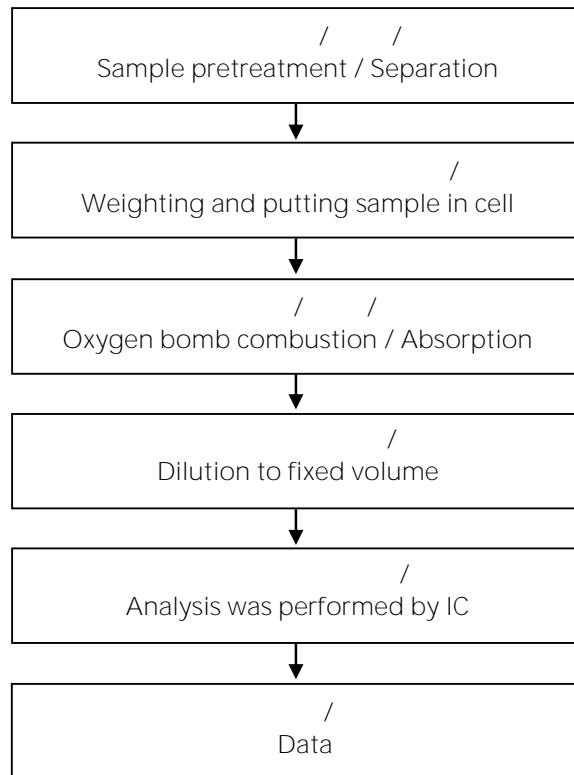 / /
Sample pretreatment / Separation
/
Weighting and putting sample in cell
/ /
Oxygen bomb combustion / Absorption
/
Dilution to fixed volume
/
Analysis was performed by IC
/
Data